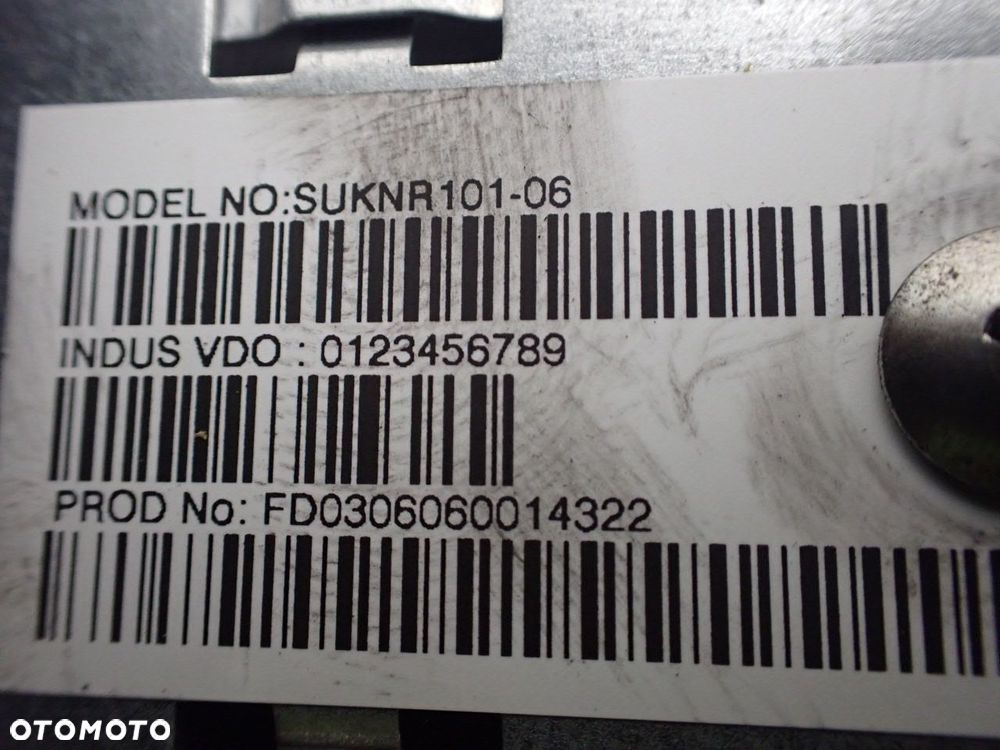 MODEL NO:SUKNR101-06
INDUS VDO : 0123456789
PROD No: FD0306060014322
OTOMOTO